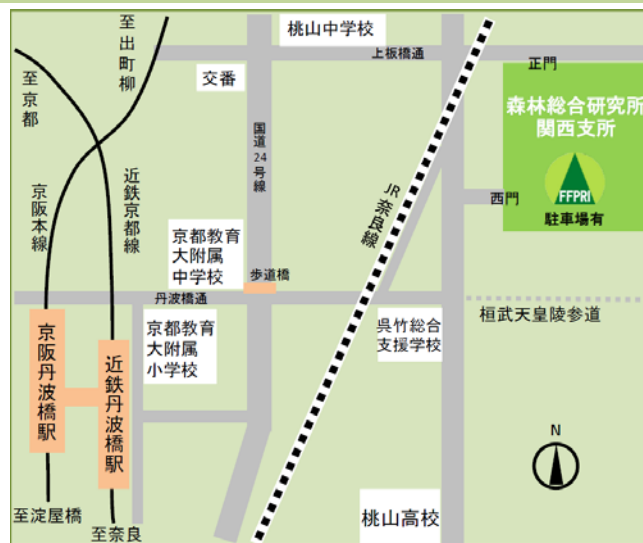 至出町柳
桃山中学校
上板橋通
正門
至京都
交番
森林総合研究所
関西支所
国道24号線
FFPRI
駐車場有
西門
京阪本線
近鉄京都線
JR奈良線
京都教育
大附属
中学校
歩道橋
丹波橋通
桓武天皇陵参道
京都教育
大附属
小学校
呉竹総合
支援学校
京阪丹波橋駅
近鉄丹波橋駅
N
至淀屋橋
至奈良
桃山高校